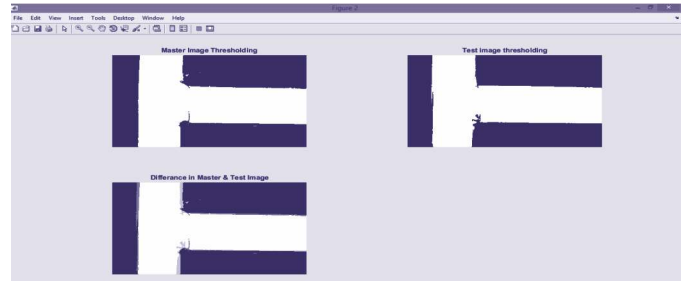 Figure 2
File Edit View Insert Tools Desktop Window Help
Master Image Thresholding
Test image thresholding
Differance in Master & Test Image